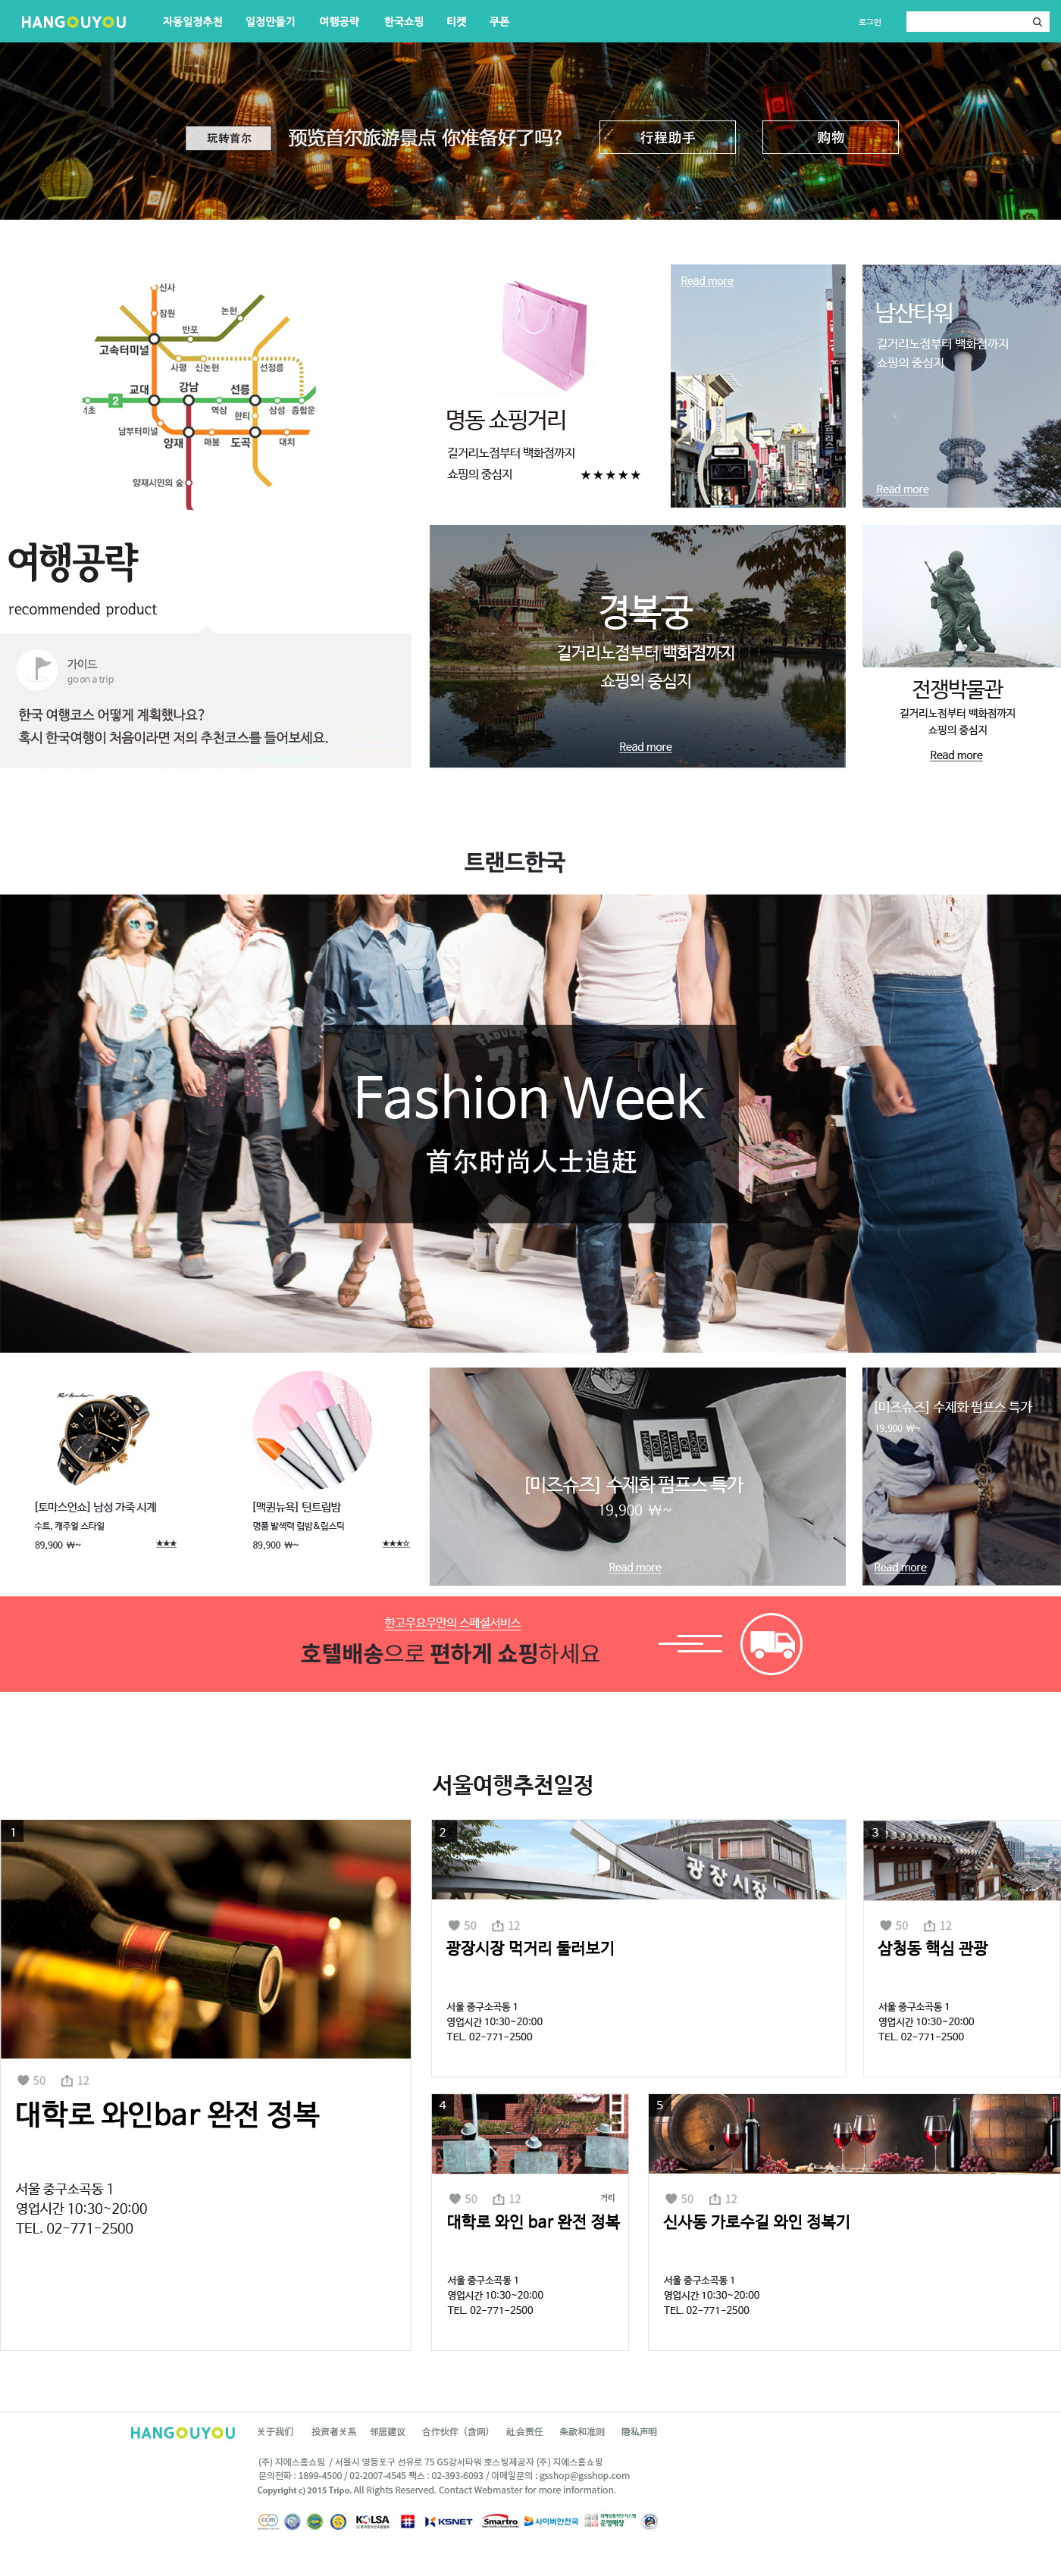 HANGOUYOU 자동일정추천 일정만들기 여행공략 한국쇼핑 티켓 쿠폰 로그인
玩转首尔 预览首尔旅游景点 你准备好了吗? 行程助手 购物
신사
잠원
논현
반포
고속터미널
사평 신논현 선정릉
교대 강남 선릉
2
서초 역삼 한티 삼성 종합운
남부터미널 양재 매봉 도곡 대치
양재시민의 숲
명동 쇼핑거리
길거리노점부터 백화점까지
쇼핑의 중심지 ★★★★★
Read more
남산타워
길거리노점부터 백화점까지
쇼핑의 중심지
Read more
여행공략
recommended product
가이드
go on a trip
한국 여행코스 어떻게 계획했나요?
혹시 한국여행이 처음이라면 저의 추천코스를 들어보세요.
경복궁
길거리노점부터 백화점까지
쇼핑의 중심지
Read more
전쟁박물관
길거리노점부터 백화점까지
쇼핑의 중심지
Read more
트랜드한국
Fashion Week
首尔时尚人士追赶
[토마스언쇼] 남성 가죽 시계
수트, 캐주얼 스타일
89,900 ₩~ ★★★
[맥퀸뉴욕] 틴트립밤
명품 발색력 립밤&립스틱
89,900 ₩~ ★★★☆
[미즈슈즈] 수제화 펌프스 특가
19,900 ₩~
Read more
[미즈슈즈] 수제화 펌프스 특가
19,900 ₩~
Read more
한고우요우만의 스페셜서비스
호텔배송으로 편하게 쇼핑하세요
서울여행추천일정
1
50 12
대학로 와인bar 완전 정복
서울 중구소곡동 1
영업시간 10:30~20:00
TEL. 02-771-2500
2
광장시장
50 12
광장시장 먹거리 둘러보기
서울 중구소곡동 1
영업시간 10:30~20:00
TEL. 02-771-2500
3
50 12
삼청동 핵심 관광
서울 중구소곡동 1
영업시간 10:30~20:00
TEL. 02-771-2500
4
50 12 거리
대학로 와인 bar 완전 정복
서울 중구소곡동 1
영업시간 10:30~20:00
TEL. 02-771-2500
5
50 12
신사동 가로수길 와인 정복기
서울 중구소곡동 1
영업시간 10:30~20:00
TEL. 02-771-2500
HANGOUYOU 关于我们 投资者关系 邻居建议 合作伙伴（含网） 社会责任 条款和准则 隐私声明
(주) 지에스홈쇼핑 / 서울시 영등포구 선유로 75 GS강서타워 호스팅제공자 (주) 지에스홈쇼핑
문의전화 : 1899-4500 / 02-2007-4545 팩스 : 02-393-6093 / 이메일문의 : gsshop@gsshop.com
Copyright c) 2015 Tripo. All Rights Reserved. Contact Webmaster for more information.
ccm KOLSA KSNET Smartro 사이버안전국 운영매장